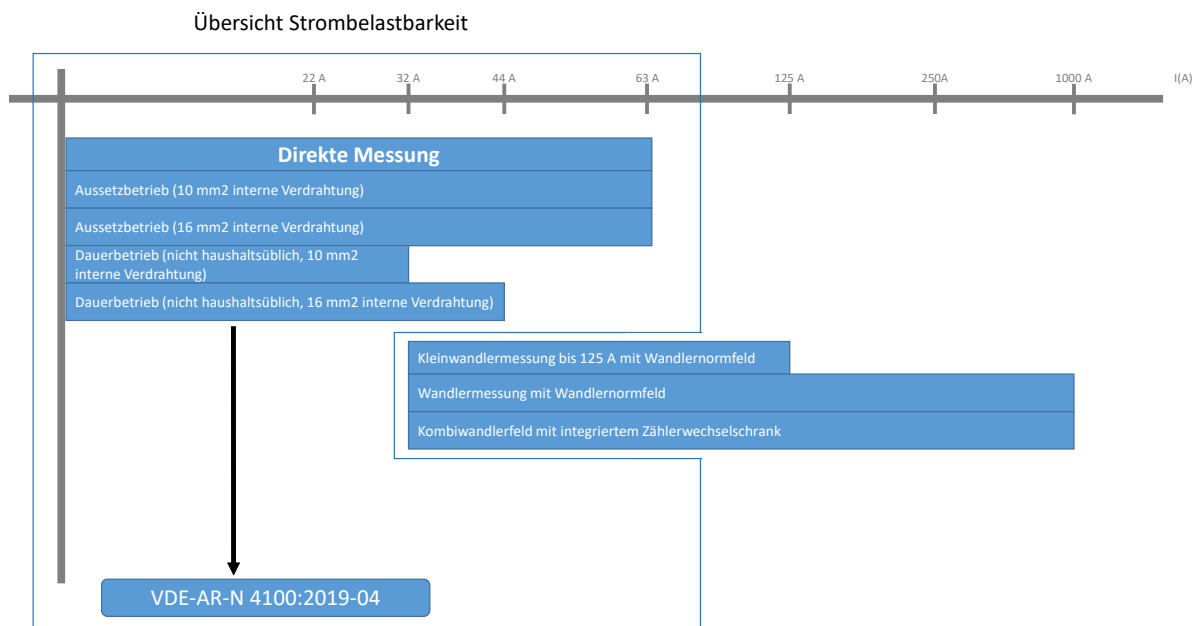 Übersicht Strombelastbarkeit
22 A
32 A
44 A
63 A
125 A
250A
1000 A
I(A)
Direkte Messung
Aussetzbetrieb (10 mm2 interne Verdrahtung)
Aussetzbetrieb (16 mm2 interne Verdrahtung)
Dauerbetrieb (nicht haushaltsüblich, 10 mm2
interne Verdrahtung)
Dauerbetrieb (nicht haushaltsüblich, 16 mm2 interne Verdrahtung)
Kleinwandlermessung bis 125 A mit Wandlernormfeld
Wandlermessung mit Wandlernormfeld
Kombiwandlerfeld mit integriertem Zählerwechselschrank
VDE-AR-N 4100:2019-04